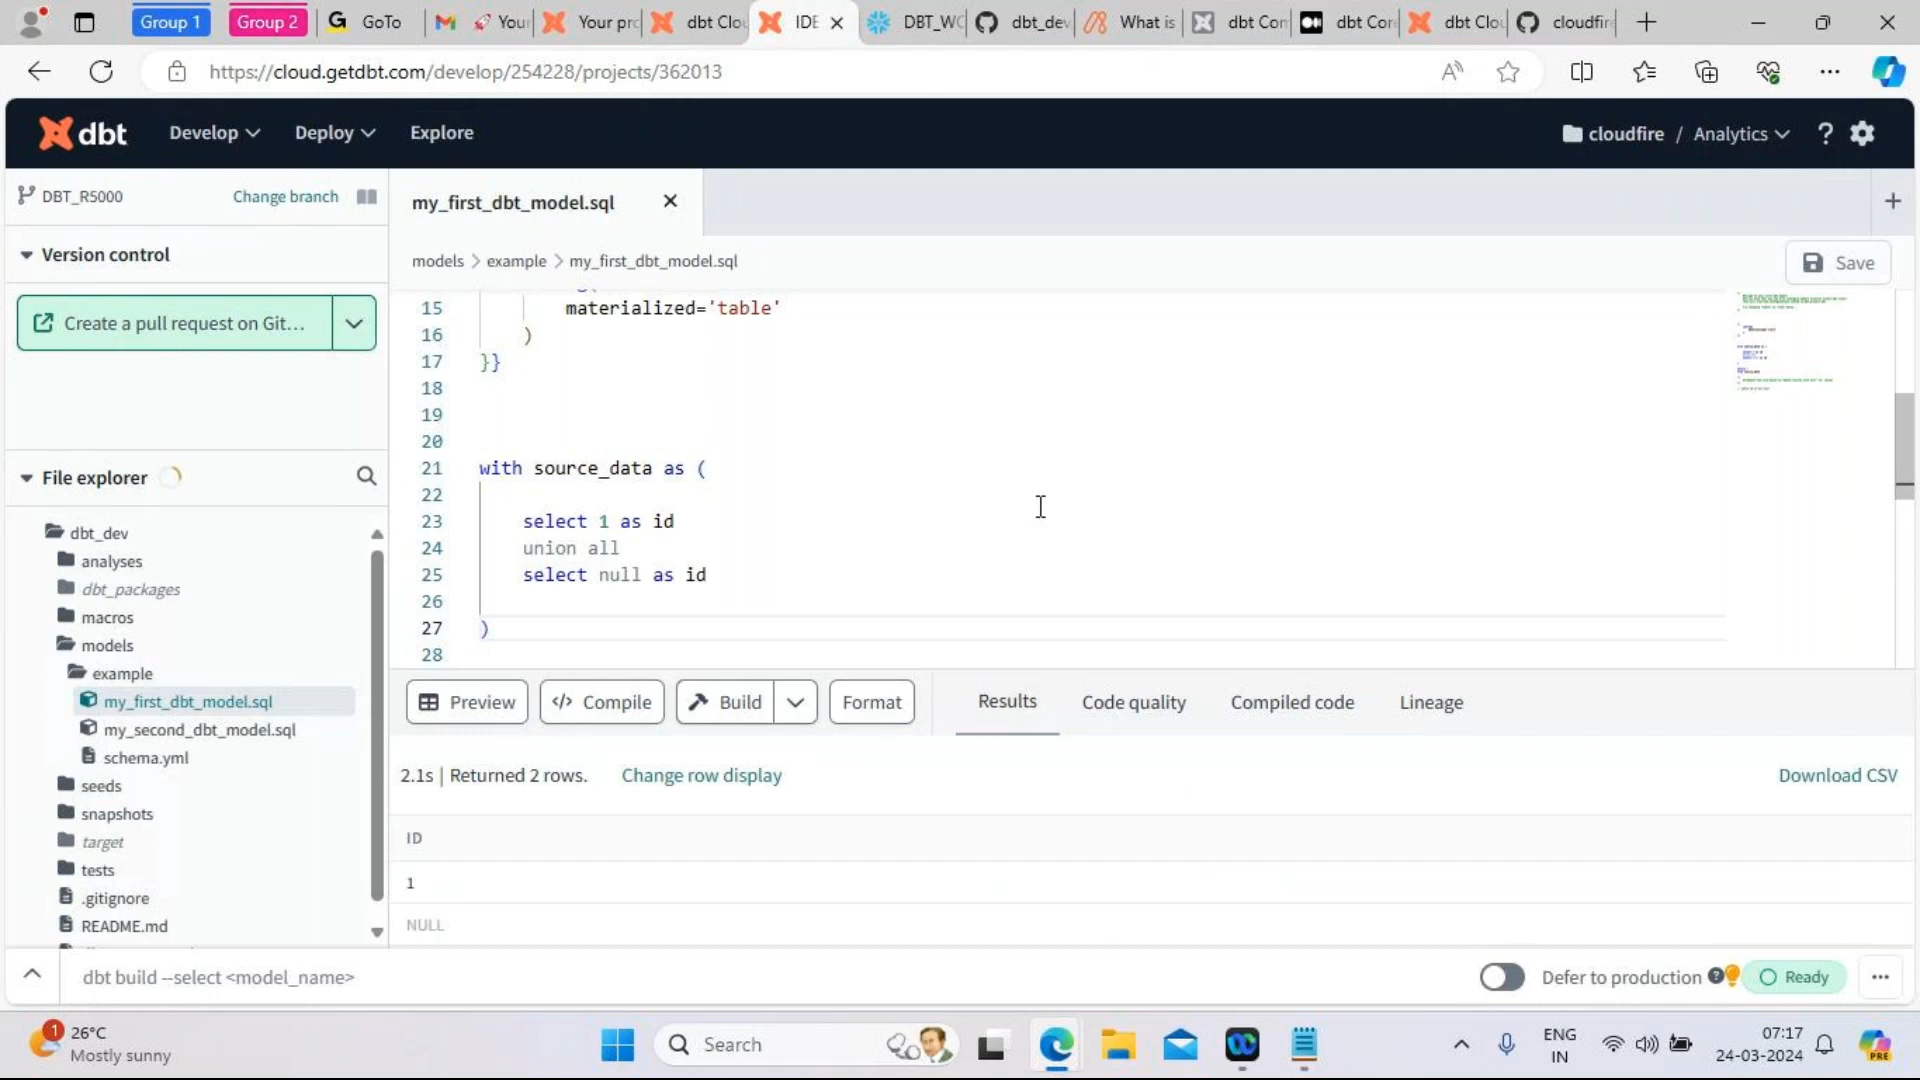 Group 1
Group 2
GoTo
Your
Your pr
dbt Clo
IDE
DBT_WC
dbt_dev
What is
dbt Con
dbt Cor
dbt Clo
cloudfir
https://cloud.getdbt.com/develop/254228/projects/362013
dbt
Develop
Deploy
Explore
cloudfire / Analytics
?
DBT_R5000
Change branch
my_first_dbt_model.sql
Version control
models > example > my_first_dbt_model.sql
Save
Create a pull request on Git...
15 materialized='table'
16 )
17 }}
18
19
20
21 with source_data as (
22
23 select 1 as id
24 union all
25 select null as id
26
27 )
28
File explorer
dbt_dev
analyses
dbt_packages
macros
models
example
my_first_dbt_model.sql
my_second_dbt_model.sql
schema.yml
seeds
snapshots
target
tests
.gitignore
README.md
Preview
Compile
Build
Format
Results
Code quality
Compiled code
Lineage
2.1s | Returned 2 rows.
Change row display
Download CSV
ID
1
NULL
dbt build --select <model_name>
Defer to production
Ready
1
26°C
Mostly sunny
Search
ENG
IN
07:17
24-03-2024
PRE